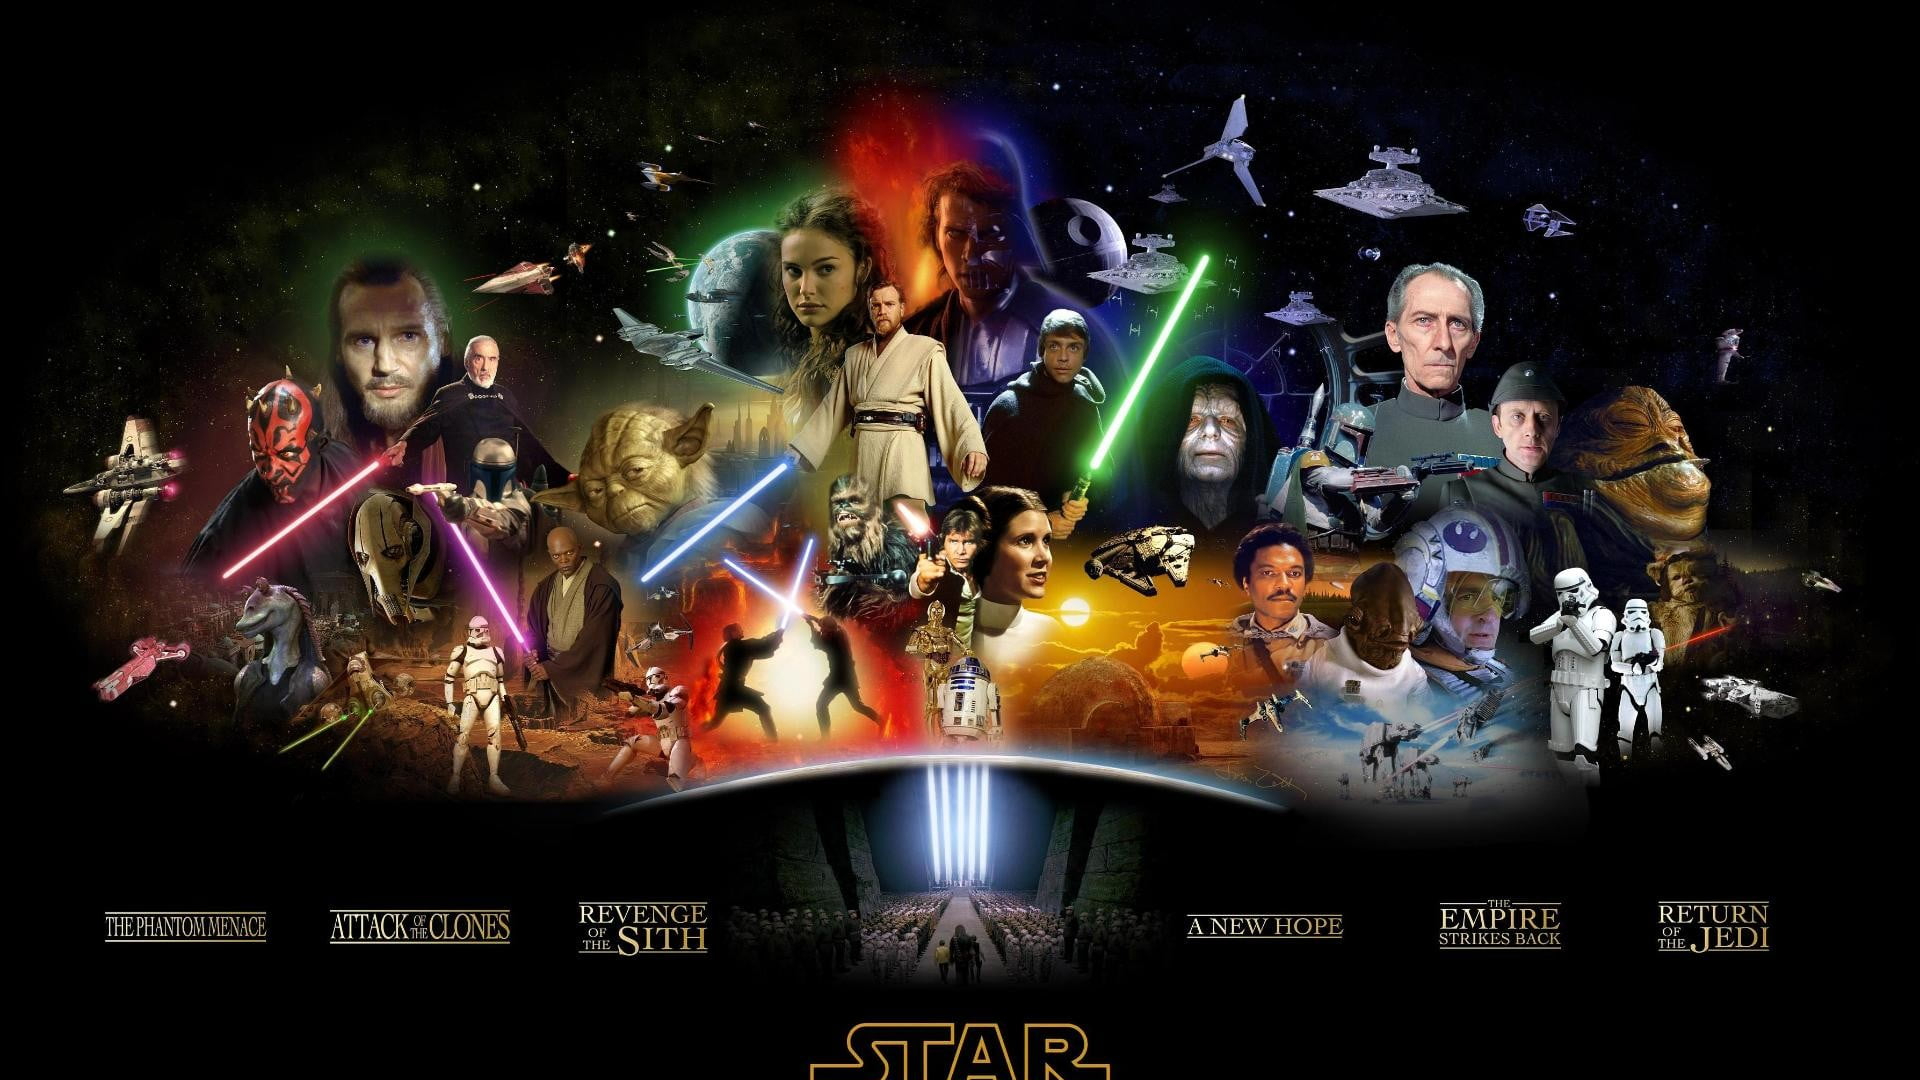 THE PHANTOM MENACE
ATTACK OF THE CLONES
REVENGE
OF THE SITH
A NEW HOPE
THE
EMPIRE
STRIKES BACK
RETURN
OF THE JEDI
STAR